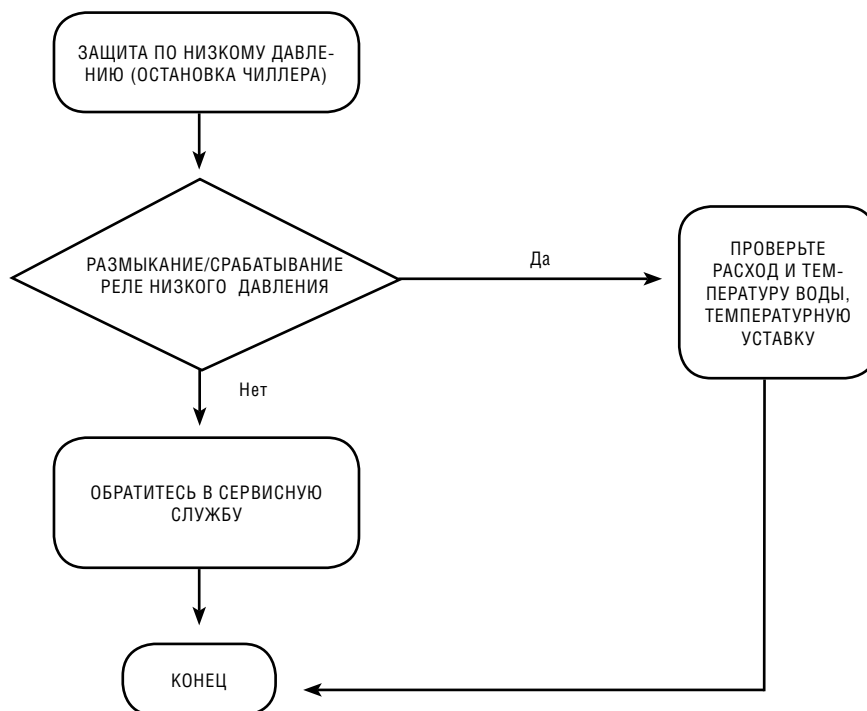 ЗАЩИТА ПО НИЗКОМУ ДАВЛЕ-
НИЮ (ОСТАНОВКА ЧИЛЛЕРА)
РАЗМЫКАНИЕ/СРАБАТЫВАНИЕ
РЕЛЕ НИЗКОГО ДАВЛЕНИЯ
Да
ПРОВЕРЬТЕ
РАСХОД И ТЕМ-
ПЕРАТУРУ ВОДЫ,
ТЕМПЕРАТУРНУЮ
УСТАВКУ
Нет
ОБРАТИТЕСЬ В СЕРВИСНУЮ
СЛУЖБУ
КОНЕЦ